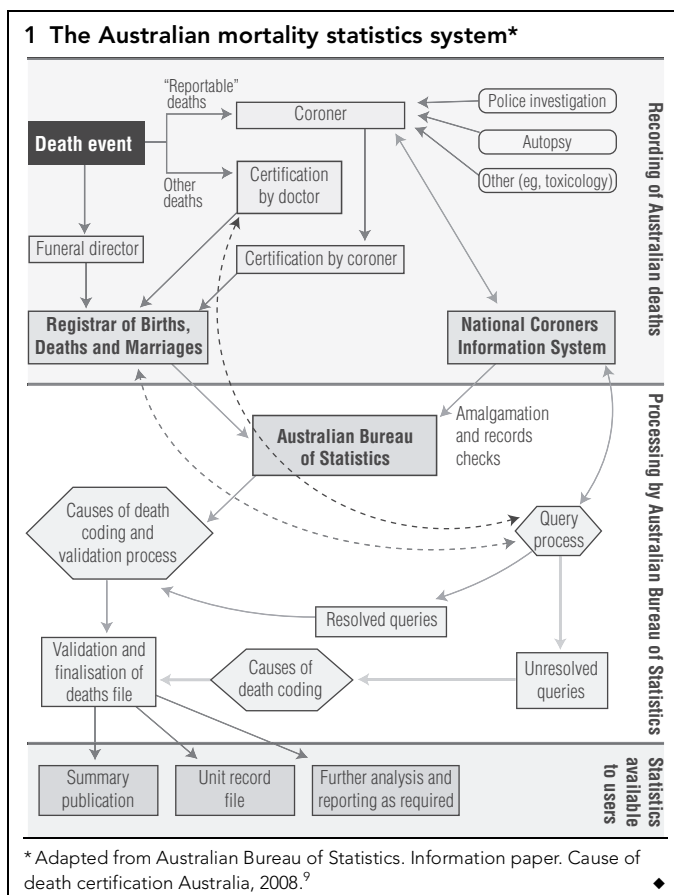 1 The Australian mortality statistics system*
"Reportable"
deaths
Coroner
Police investigation
Death event
Autopsy
Other
deaths
Certification
by doctor
Other (eg, toxicology)
Funeral director
Certification by coroner
Registrar of Births,
Deaths and Marriages
National Coroners
Information System
Recording of Australian deaths
Australian Bureau
of Statistics
Amalgamation
and records
checks
Causes of death
coding and
validation process
Query
process
Resolved queries
Validation and
finalisation of
deaths file
Causes of
death coding
Unresolved
queries
Processing by Australian Bureau of Statistics
Summary
publication
Unit record
file
Further analysis and
reporting as required
Statistics
available
to users
* Adapted from Australian Bureau of Statistics. Information paper. Cause of
death certification Australia, 2008.9 ◆